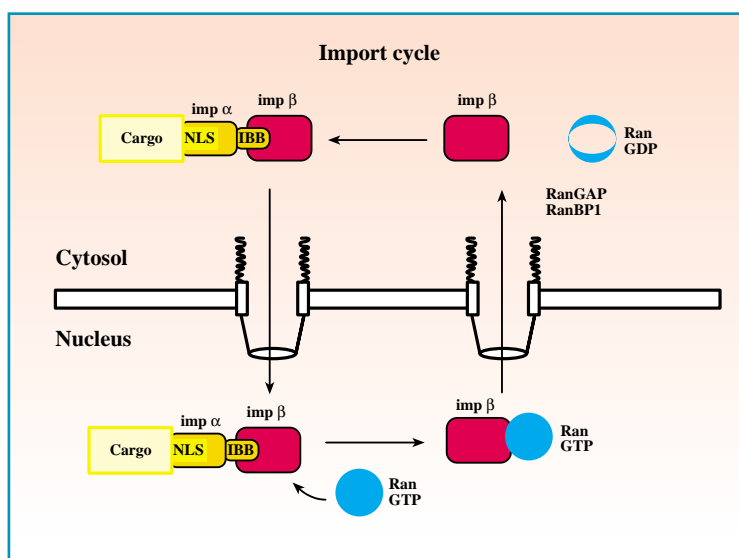 Import cycle
imp α
imp β
imp β
Cargo
NLS
IBB
Ran
GDP
RanGAP
RanBP1
Cytosol
Nucleus
imp α
imp β
imp β
Cargo
NLS
IBB
Ran
GTP
Ran
GTP